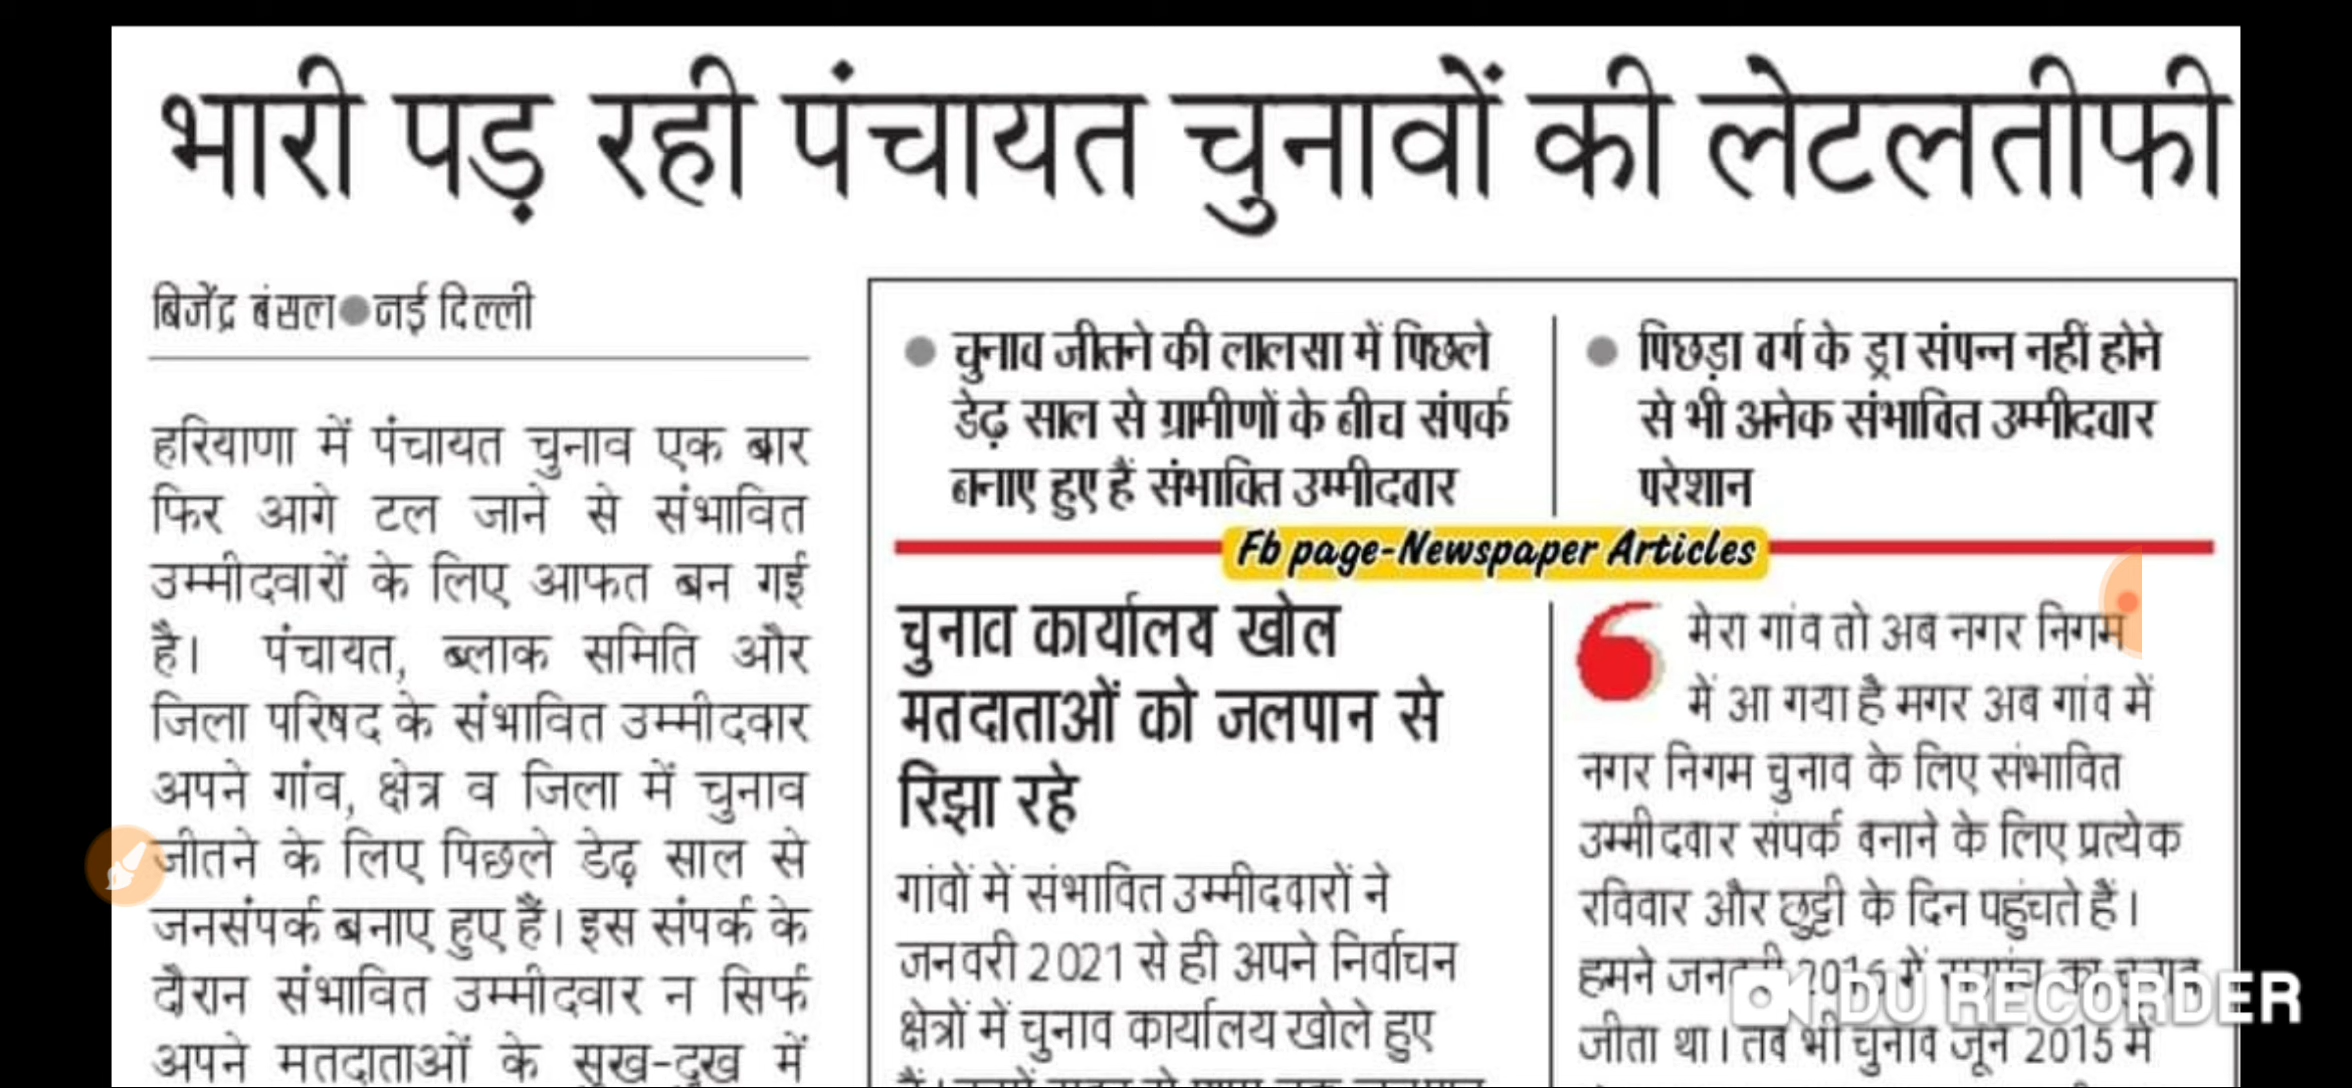 भारी पड़ रही पंचायत चुनावों की लेटलतीफी
बिजेंद्र बंसल●नई दिल्ली
हरियाणा में पंचायत चुनाव एक बार
फिर आगे टल जाने से संभावित
उम्मीदवारों के लिए आफत बन गई
है। पंचायत, ब्लाक समिति और
जिला परिषद के संभावित उम्मीदवार
अपने गांव, क्षेत्र व जिला में चुनाव
जीतने के लिए पिछले डेढ़ साल से
जनसंपर्क बनाए हुए हैं। इस संपर्क के
दौरान संभावित उम्मीदवार न सिर्फ
अपने मतदाताओं के सुख-दुख में
● चुनाव जीतने की लालसा में पिछले
डेढ़ साल से ग्रामीणों के बीच संपर्क
बनाए हुए हैं संभावित उम्मीदवार
● पिछड़ा वर्ग के ड्रा संपन्न नहीं होने
से भी अनेक संभावित उम्मीदवार
परेशान
Fb page-Newspaper Articles
चुनाव कार्यालय खोल
मतदाताओं को जलपान से
रिझा रहे
गांवों में संभावित उम्मीदवारों ने
जनवरी 2021 से ही अपने निर्वाचन
क्षेत्रों में चुनाव कार्यालय खोले हुए
मेरा गांव तो अब नगर निगम
में आ गया है मगर अब गांव में
नगर निगम चुनाव के लिए संभावित
उम्मीदवार संपर्क बनाने के लिए प्रत्येक
रविवार और छुट्टी के दिन पहुंचते हैं।
हमने जनवरी 2016 में सरपंच का चुनाव
जीता था। तब भी चुनाव जून 2015 में
DU RECORDER